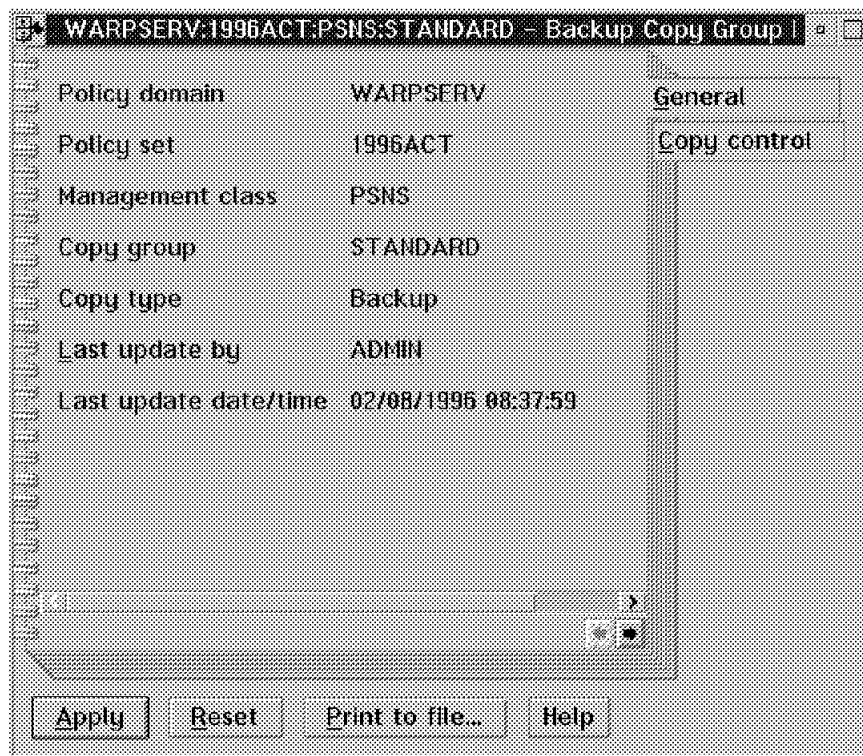 WARPSERV:1996ACT:PSNS:STANDARD - Backup Copy Group
Policy domain WARPSERV
Policy set 1996ACT
Management class PSNS
Copy group STANDARD
Copy type Backup
Last update by ADMIN
Last update date/time 02/08/1996 08:37:59
General
Copy control
Apply Reset Print to file... Help